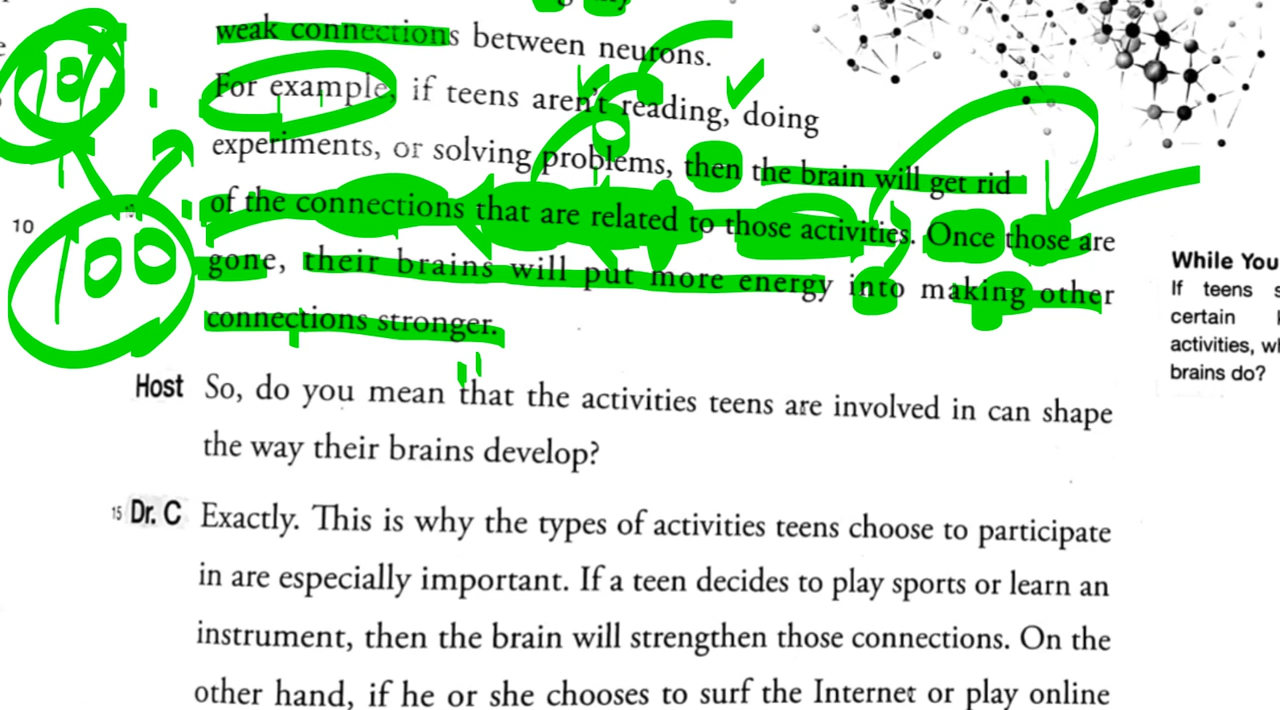 weak connections between neurons.
For example, if teens aren't reading, doing
experiments, or solving problems, then the brain will get rid
of the connections that are related to those activities. Once those are
10
gone, their brains will put more energy into making other
connections stronger.
Host So, do you mean that the activities teens are involved in can shape
the way their brains develop?
15 Dr. C Exactly. This is why the types of activities teens choose to participate
in are especially important. If a teen decides to play sports or learn an
instrument, then the brain will strengthen those connections. On the
other hand, if he or she chooses to surf the Internet or play online
While You
If teens
certain
activities,
brains do?
10
100